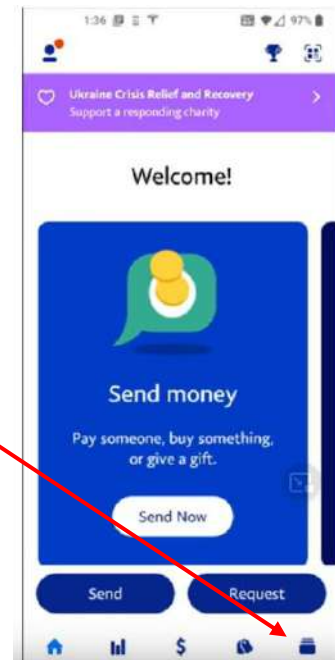 1:36
97%
Ukraine Crisis Relief and Recovery
Support a responding charity
Welcome!
Send money
Pay someone, buy something,
or give a gift.
Send Now
Send
Request
$